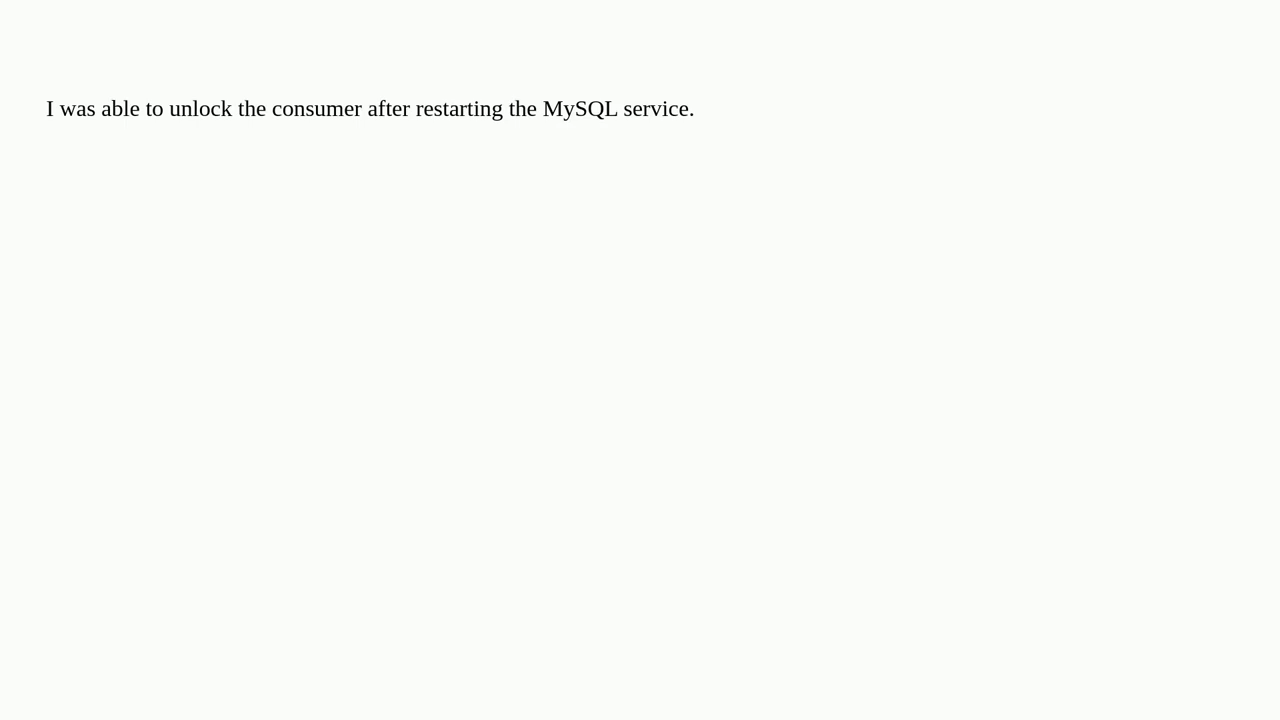 I was able to unlock the consumer after restarting the MySQL service.